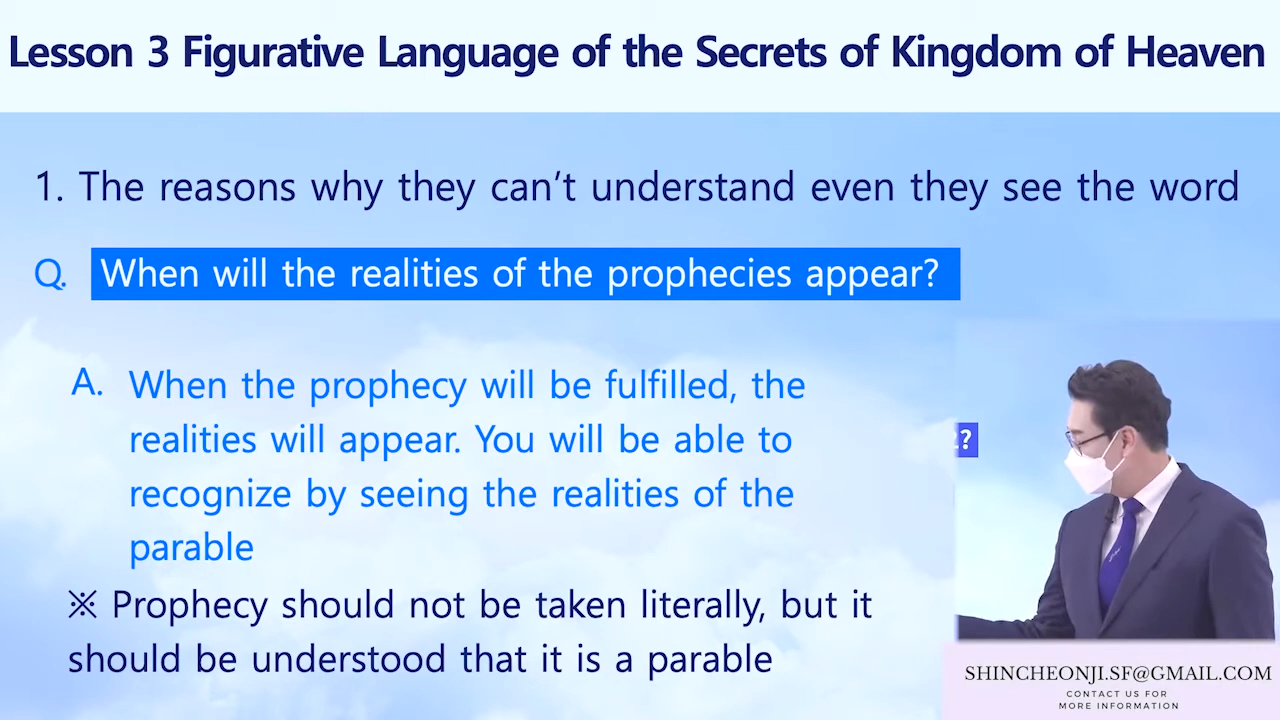 Lesson 3 Figurative Language of the Secrets of Kingdom of Heaven
1. The reasons why they can’t understand even they see the word
Q. When will the realities of the prophecies appear?
A. When the prophecy will be fulfilled, the
realities will appear. You will be able to
recognize by seeing the realities of the
parable
※ Prophecy should not be taken literally, but it
should be understood that it is a parable
?
SHINCHEONJI.SF@GMAIL.COM
CONTACT US FOR
MORE INFORMATION